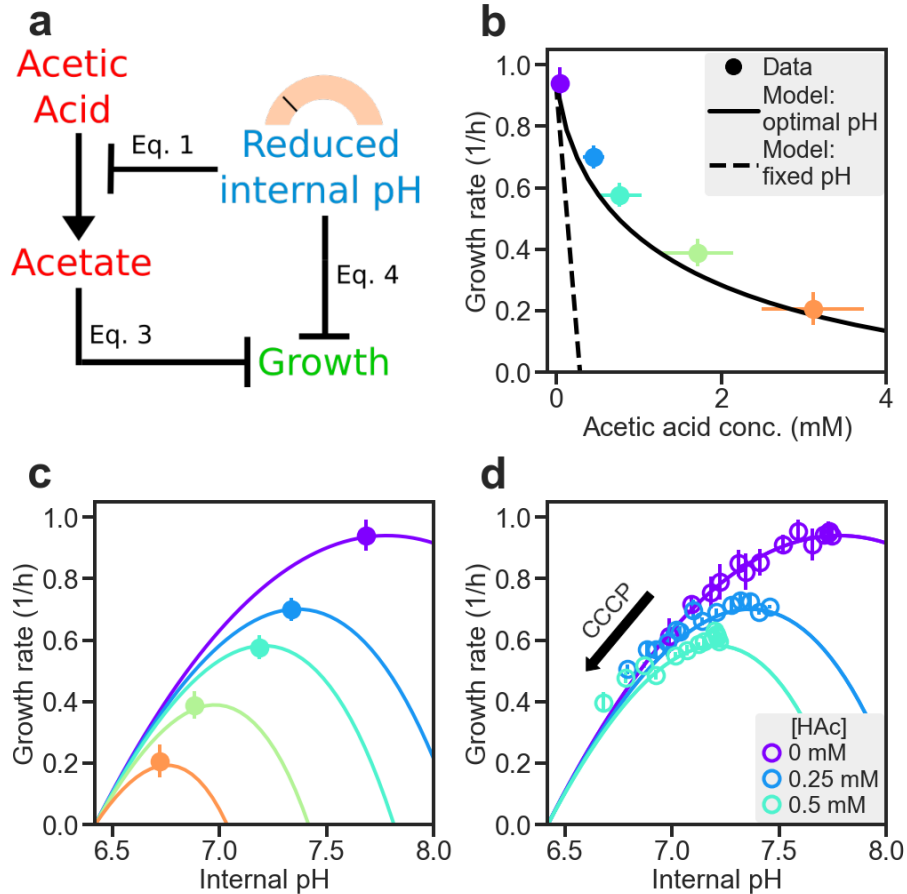 a
Acetic
Acid
Eq. 1
Reduced
internal pH
Acetate
Eq. 4
Eq. 3
Growth
b
1.0
0.8
0.6
0.4
0.2
0.0
Growth rate (1/h)
Data
Model:
optimal pH
Model:
fixed pH
0
2
4
Acetic acid conc. (mM)
c
1.0
0.8
0.6
0.4
0.2
0.0
Growth rate (1/h)
6.5
7.0
7.5
8.0
Internal pH
d
1.0
0.8
0.6
0.4
0.2
0.0
Growth rate (1/h)
CCCP
[HAc]
0 mM
0.25 mM
0.5 mM
6.5
7.0
7.5
8.0
Internal pH